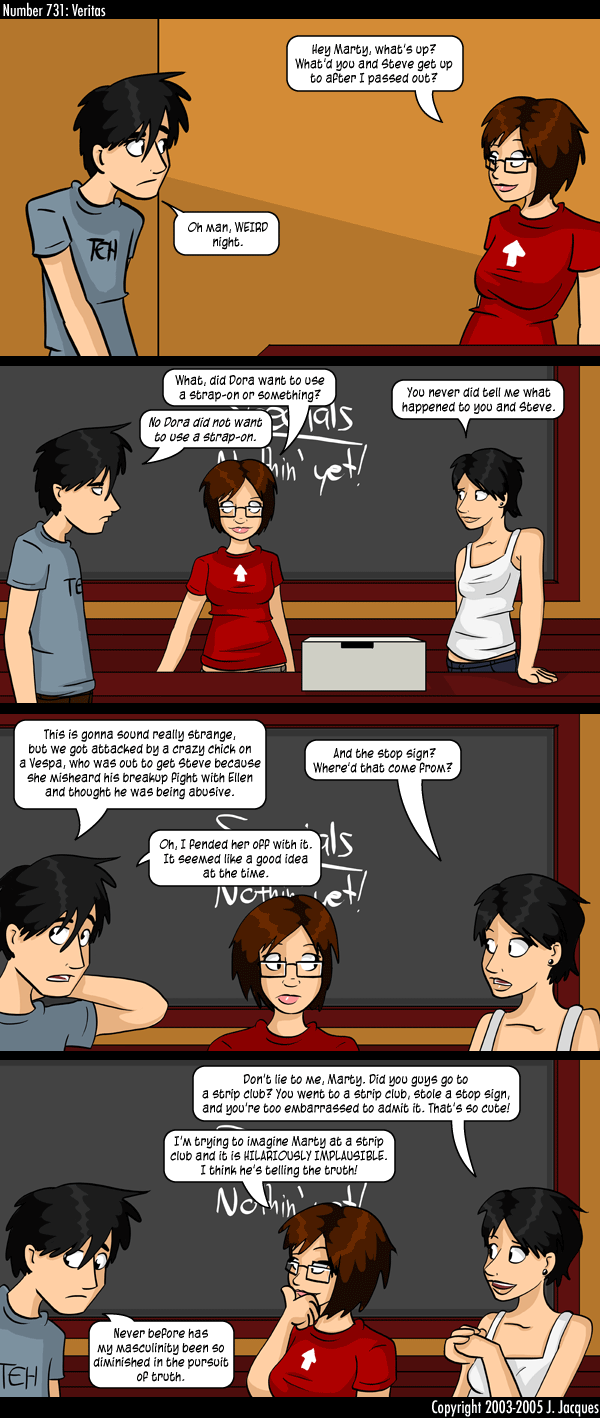 Number 731: Veritas
Hey Marty, what's up?
What'd you and Steve get up
to after I passed out?
Oh man, WEIRD
night.
TEH
What, did Dora want to use
a strap-on or something?
No Dora did not want
to use a strap-on.
You never did tell me what
happened to you and Steve.
Nothin' yet!
TE
This is gonna sound really strange,
but we got attacked by a crazy chick on
a Vespa, who was out to get Steve because
she misheard his breakup fight with Ellen
and thought he was being abusive.
And the stop sign?
Where'd that come from?
Oh, I fended her off with it.
It seemed like a good idea
at the time.
Nothin' yet!
Don't lie to me, Marty. Did you guys go to
a strip club? You went to a strip club, stole a stop sign,
and you're too embarrassed to admit it. That's so cute!
I'm trying to imagine Marty at a strip
club and it is HILARIOUSLY IMPLAUSIBLE.
I think he's telling the truth!
Nothin' yet!
Never before has
my masculinity been so
diminished in the pursuit
of truth.
TEH
Copyright 2003-2005 J. Jacques